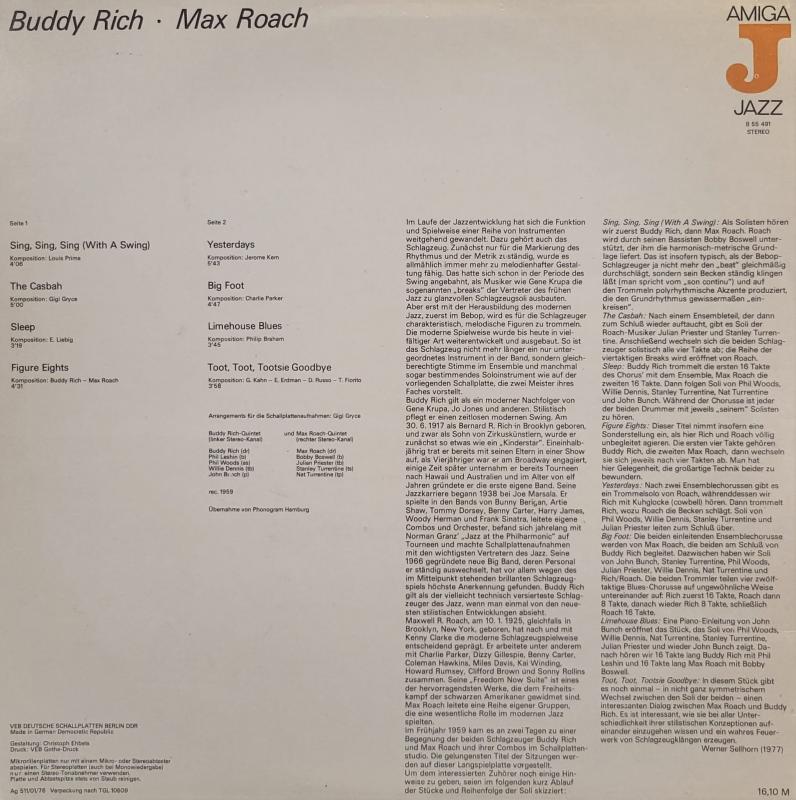 Buddy Rich · Max Roach
AMIGA
J
JAZZ
8 55 491
STEREO
Seite 1
Sing, Sing, Sing (With A Swing)
Komposition: Louis Prima
4'06
The Casbah
Komposition: Gigi Gryce
5'00
Sleep
Komposition: E. Liebig
3'19
Figure Eights
Komposition: Buddy Rich – Max Roach
4'31
Seite 2
Yesterdays
Komposition: Jerome Kern
5'43
Big Foot
Komposition: Charlie Parker
4'47
Limehouse Blues
Komposition: Philip Braham
3'45
Toot, Toot, Tootsie Goodbye
Komposition: G. Kahn – E. Erdman – D. Russo – T. Fiorito
3'58
Arrangements für die Schallplattenaufnahmen: Gigi Gryce
Buddy Rich-Quintet und Max Roach-Quintet
(linker Stereo-Kanal) (rechter Stereo-Kanal)
Buddy Rich (dr) Max Roach (dr)
Phil Leshin (b) Bobby Boswell (b)
Phil Woods (as) Julian Priester (tb)
Willie Dennis (tb) Stanley Turrentine (ts)
John Bunch (p) Nat Turrentine (tp)
rec. 1959
Übernahme von Phonogram Hamburg
Im Laufe der Jazzentwicklung hat sich die Funktion
und Spielweise einer Reihe von Instrumenten
weitgehend gewandelt. Dazu gehört auch das
Schlagzeug. Zunächst nur für die Markierung des
Rhythmus und der Metrik zuständig, wurde es
allmählich immer mehr zu melodienhafter Gestal-
tung fähig. Das hatte sich schon in der Periode des
Swing angebahnt, als Musiker wie Gene Krupa die
sogenannten „breaks" der Vertreter des frühen
Jazz zu glanzvollen Schlagzeugsoli ausbauten.
Aber erst mit der Herausbildung des modernen
Jazz, zuerst im Bebop, wird es für die Schlagzeuger
charakteristisch, melodische Figuren zu trommeln.
Die moderne Spielweise wurde bis heute in viel-
fältiger Art weiterentwickelt und ausgebaut. So ist
das Schlagzeug nicht mehr länger ein nur unter-
geordnetes Instrument in der Band, sondern gleich-
berechtigte Stimme im Ensemble und manchmal
sogar bestimmendes Soloinstrument wie auf der
vorliegenden Schallplatte, die zwei Meister ihres
Faches vorstellt.
Buddy Rich gilt als ein moderner Nachfolger von
Gene Krupa, Jo Jones und anderen. Stilistisch
pflegt er einen zeitlosen modernen Swing. Am
30. 6. 1917 als Bernard R. Rich in Brooklyn geboren,
und zwar als Sohn von Zirkuskünstlern, wurde er
zunächst so etwas wie ein „Kinderstar". Eineinhalb-
jährig trat er bereits mit seinen Eltern in einer Show
auf, als Vierjähriger war er am Broadway engagiert,
einige Zeit später unternahm er bereits Tourneen
nach Hawaii und Australien und im Alter von elf
Jahren gründete er die erste eigene Band. Seine
Jazzkarriere begann 1938 bei Joe Marsala. Er
spielte in den Bands von Bunny Berigan, Artie
Shaw, Tommy Dorsey, Benny Carter, Harry James,
Woody Herman und Frank Sinatra, leitete eigene
Combos und Orchester, befand sich jahrelang mit
Norman Granz' „Jazz at the Philharmonic" auf
Tourneen und machte Schallplattenaufnahmen
mit den wichtigsten Vertretern des Jazz. Seine
1966 gegründete neue Big Band, deren Personal
er ständig auswechselt, hat vor allem wegen des
im Mittelpunkt stehenden brillanten Schlagzeug-
spiels höchste Anerkennung gefunden. Buddy Rich
gilt als der vielleicht technisch versierteste Schlag-
zeuger des Jazz, wenn man einmal von den neue-
sten stilistischen Entwicklungen absieht.
Maxwell R. Roach, am 10. 1. 1925, gleichfalls in
Brooklyn, New York, geboren, hat nach und mit
Kenny Clarke die moderne Schlagzeugspielweise
entscheidend geprägt. Er arbeitete unter anderem
mit Charlie Parker, Dizzy Gillespie, Benny Carter,
Coleman Hawkins, Miles Davis, Kai Winding,
Howard Rumsey, Clifford Brown und Sonny Rollins
zusammen. Seine „Freedom Now Suite" ist eines
der hervorragendsten Werke, die dem Freiheits-
kampf der schwarzen Amerikaner gewidmet sind.
Max Roach leitete eine Reihe eigener Gruppen,
die eine wesentliche Rolle im modernen Jazz
spielten.
Im Frühjahr 1959 kam es an zwei Tagen zu einer
Begegnung der beiden Schlagzeuger Buddy Rich
und Max Roach und ihrer Combos im Schallplatten-
studio. Die gelungensten Titel der Sitzungen wer-
den auf dieser Langspielplatte vorgestellt.
Um dem interessierten Zuhörer noch einige Hin-
weise zu geben, seien im folgenden kurz Ablauf
der Stücke und Reihenfolge der Soli skizziert:
Sing, Sing, Sing (With A Swing): Als Solisten hören
wir zuerst Buddy Rich, dann Max Roach. Roach
wird durch seinen Bassisten Bobby Boswell unter-
stützt, der ihm die harmonisch-metrische Grund-
lage liefert. Das ist insofern typisch, als der Bebop-
Schlagzeuger ja nicht mehr den „beat" gleichmäßig
durchschlägt, sondern sein Becken ständig klingen
läßt (man spricht vom „son continu") und auf
den Trommeln polyrhythmische Akzente produziert,
die den Grundrhythmus gewissermaßen „ein-
kreisen".
The Casbah: Nach einem Ensembleteil, der dann
zum Schluß wieder auftaucht, gibt es Soli der
Roach-Musiker Julian Priester und Stanley Turren-
tine. Anschließend wechseln sich die beiden Schlag-
zeuger solistisch alle vier Takte ab; die Reihe der
viertaktigen Breaks wird eröffnet von Roach.
Sleep: Buddy Rich trommelt die ersten 16 Takte
des Chorus' mit dem Ensemble, Max Roach die
zweiten 16 Takte. Dann folgen Soli von Phil Woods,
Willie Dennis, Stanley Turrentine, Nat Turrentine
und John Bunch. Während der Chorusse ist jeder
der beiden Drummer mit jeweils „seinem" Solisten
zu hören.
Figure Eights: Dieser Titel nimmt insofern eine
Sonderstellung ein, als hier Rich und Roach völlig
unbegleitet agieren. Die ersten vier Takte gehören
Buddy Rich, die zweiten Max Roach, dann wechseln
sie sich jeweils nach vier Takten ab. Man hat
hier Gelegenheit, die großartige Technik beider zu
bewundern.
Yesterdays: Nach zwei Ensemblechorussen gibt es
ein Trommelsolo von Roach, währenddessen wir
Rich mit Kuhglocke (cowbell) hören. Dann trommelt
Rich, wozu Roach die Becken schlägt. Soli von
Phil Woods, Willie Dennis, Stanley Turrentine und
Julian Priester leiten zum Schluß über.
Big Foot: Die beiden einleitenden Ensemblechorusse
werden von Max Roach, die beiden am Schluß von
Buddy Rich begleitet. Dazwischen haben wir Soli
von John Bunch, Stanley Turrentine, Phil Woods,
Julian Priester, Willie Dennis, Nat Turrentine und
Rich/Roach. Die beiden Trommler teilen vier zwölf-
taktige Blues-Chorusse auf ungewöhnliche Weise
untereinander auf: Rich zuerst 16 Takte, Roach dann
8 Takte, danach wieder Rich 8 Takte, schließlich
Roach 16 Takte.
Limehouse Blues: Eine Piano-Einleitung von John
Bunch eröffnet das Stück, das Soli von Phil Woods,
Willie Dennis, Nat Turrentine, Stanley Turrentine,
Julian Priester und wieder John Bunch zeigt. Da-
nach hören wir 16 Takte lang Buddy Rich mit Phil
Leshin und 16 Takte lang Max Roach mit Bobby
Boswell.
Toot, Toot, Tootsie Goodbye: In diesem Stück gibt
es noch einmal – in nicht ganz symmetrischem
Wechsel zwischen den Soli der beiden – einen
interessanten Dialog zwischen Max Roach und Buddy
Rich. Es ist interessant, wie sie bei aller Unter-
schiedlichkeit ihrer stilistischen Konzeptionen auf-
einander einzugehen wissen und ein wahres Feuer-
werk von Schlagzeugklängen erzeugen.
Werner Sellhorn (1977)
VEB DEUTSCHE SCHALLPLATTEN BERLIN DDR
Made in German Democratic Republic
Gestaltung: Christoph Ehbets
Druck: VEB Gotha-Druck
Mikrorillenplatten nur mit einem Mikro- oder Stereoabtaster
abspielen. Für Stereoplatten (auch bei Monowiedergabe)
nur einen Stereo-Tonabnehmer verwenden.
Platte und Abtastspitze stets von Staub reinigen.
Ag 511/01/78 Verpackung nach TGL 10609
16,10 M